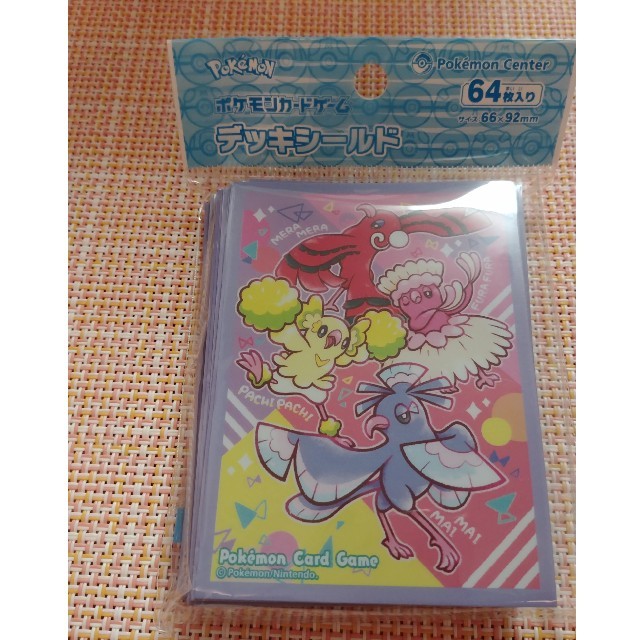 POKÉMON
Pokémon Center
ポケモンカードゲーム
64枚入り
デッキシールド
サイズ 66×92mm
MERA
MERA
PACHI PACHI
MAI
MAI
Pokémon Card Game
©Pokémon/Nintendo.